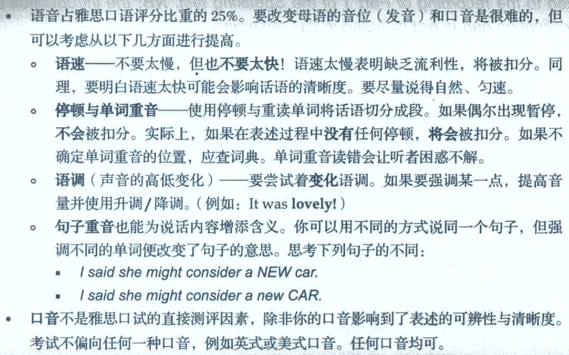 • 语音占雅思口语评分比重的 25%。要改变母语的音位（发音）和口音是很难的，但
可以考虑从以下几方面进行提高。
○ 语速——不要太慢，但也不要太快！语速太慢表明缺乏流利性，将被扣分。同
理，要明白语速太快可能会影响话语的清晰度。要尽量说得自然、匀速。
○ 停顿与单词重音——使用停顿与重读单词将话语切分成段。如果偶尔出现暂停，
不会被扣分。实际上，如果在表述过程中没有任何停顿，将会被扣分。如果不
确定单词重音的位置，应查词典。单词重音读错会让听者困惑不解。
○ 语调（声音的高低变化）——要尝试着变化语调。如果要强调某一点，提高音
量并使用升调/降调。（例如：It was lovely!）
○ 句子重音也能为说话内容增添含义。你可以用不同的方式说同一个句子，但强
调不同的单词便改变了句子的意思。思考下列句子的不同：
▪ I said she might consider a NEW car.
▪ I said she might consider a new CAR.
• 口音不是雅思口试的直接测评因素，除非你的口音影响到了表述的可辨性与清晰度。
考试不偏向任何一种口音，例如英式或美式口音。任何口音均可。